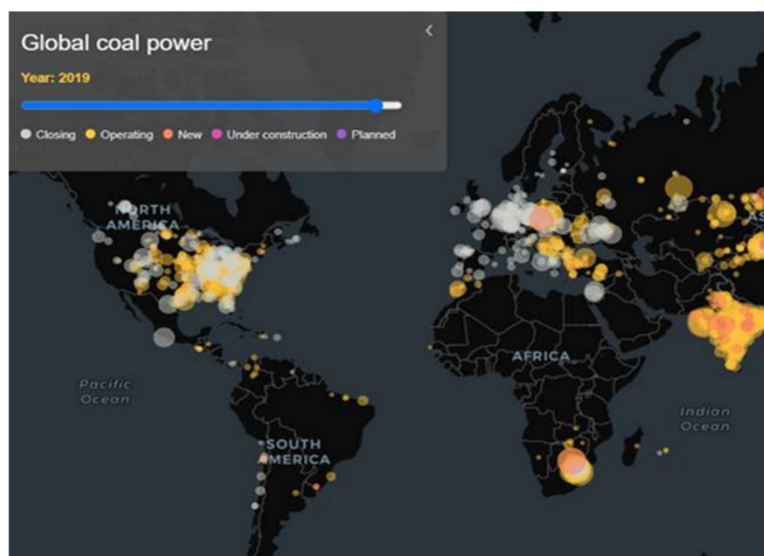 Global coal power
Year: 2019
Closing Operating New Under construction Planned
NORTH
AMERICA
AS
AFRICA
Pacific
Ocean
Indian
Ocean
SOUTH
AMERICA